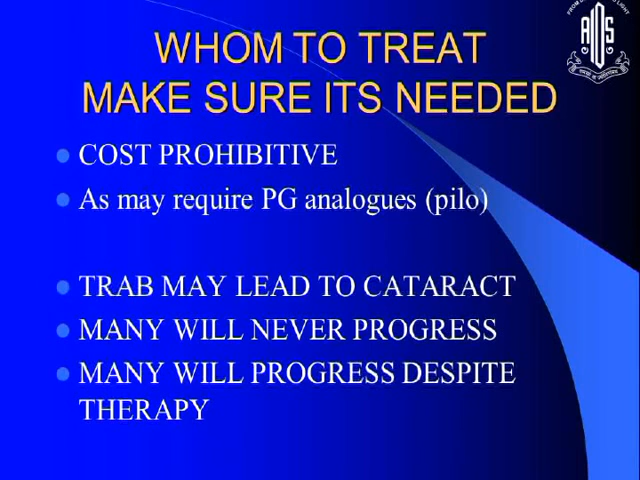 AIOS
WHOM TO TREAT
MAKE SURE ITS NEEDED
COST PROHIBITIVE
As may require PG analogues (pilo)
TRAB MAY LEAD TO CATARACT
MANY WILL NEVER PROGRESS
MANY WILL PROGRESS DESPITE
THERAPY